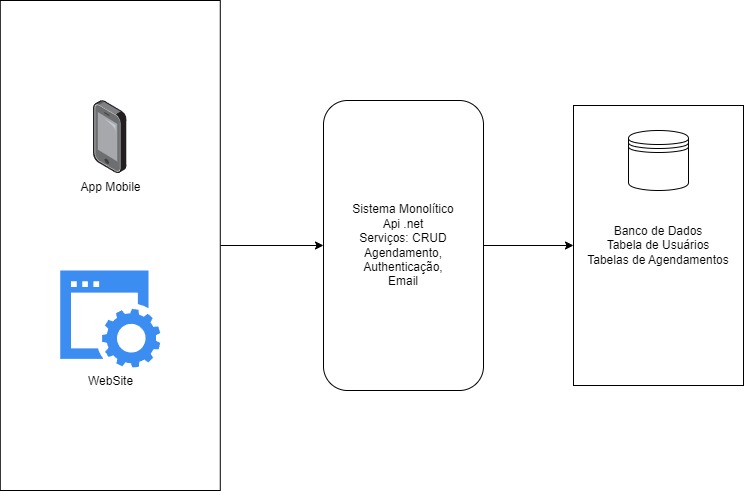 App Mobile
WebSite
Sistema Monolítico
Api .net
Serviços: CRUD
Agendamento,
Authenticação,
Email
Banco de Dados
Tabela de Usuários
Tabelas de Agendamentos